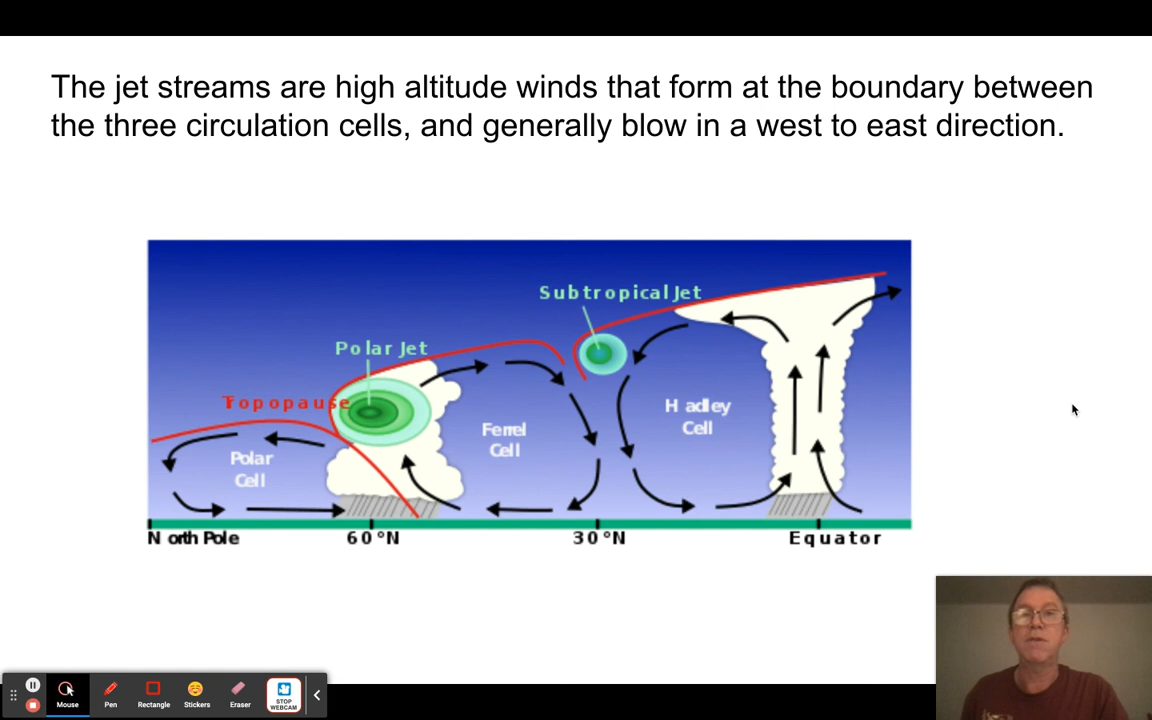 The jet streams are high altitude winds that form at the boundary between
the three circulation cells, and generally blow in a west to east direction.
Subtropical Jet
Polar Jet
Topopause
Hadley
Cell
Ferrel
Cell
Polar
Cell
North Pole
60°N
30°N
Equator
Mouse
Pen
Rectangle
Stickers
Eraser
STOP
WEBCAM